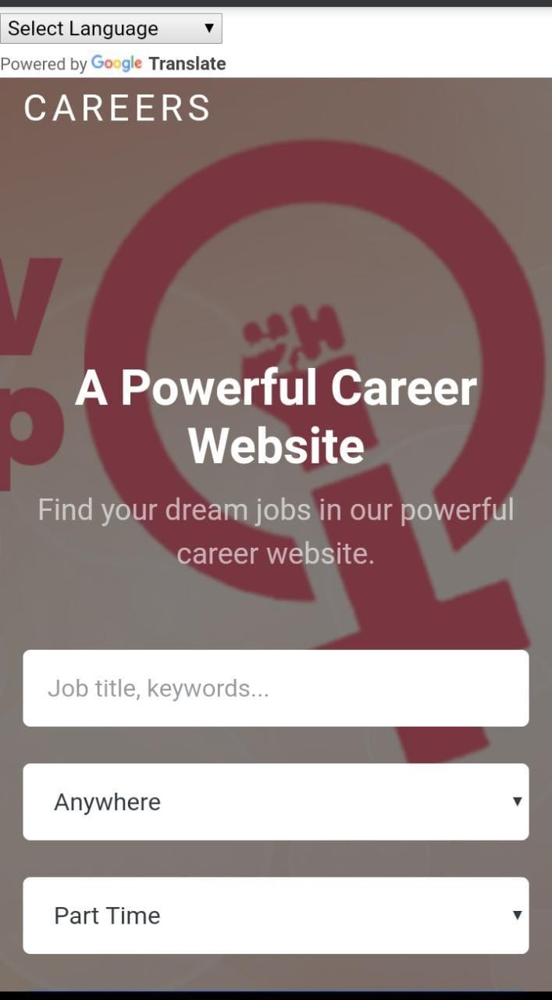 Select Language
Powered by Google Translate
CAREERS
W
p
A Powerful Career
Website
Find your dream jobs in our powerful
career website.
Job title, keywords...
Anywhere
Part Time